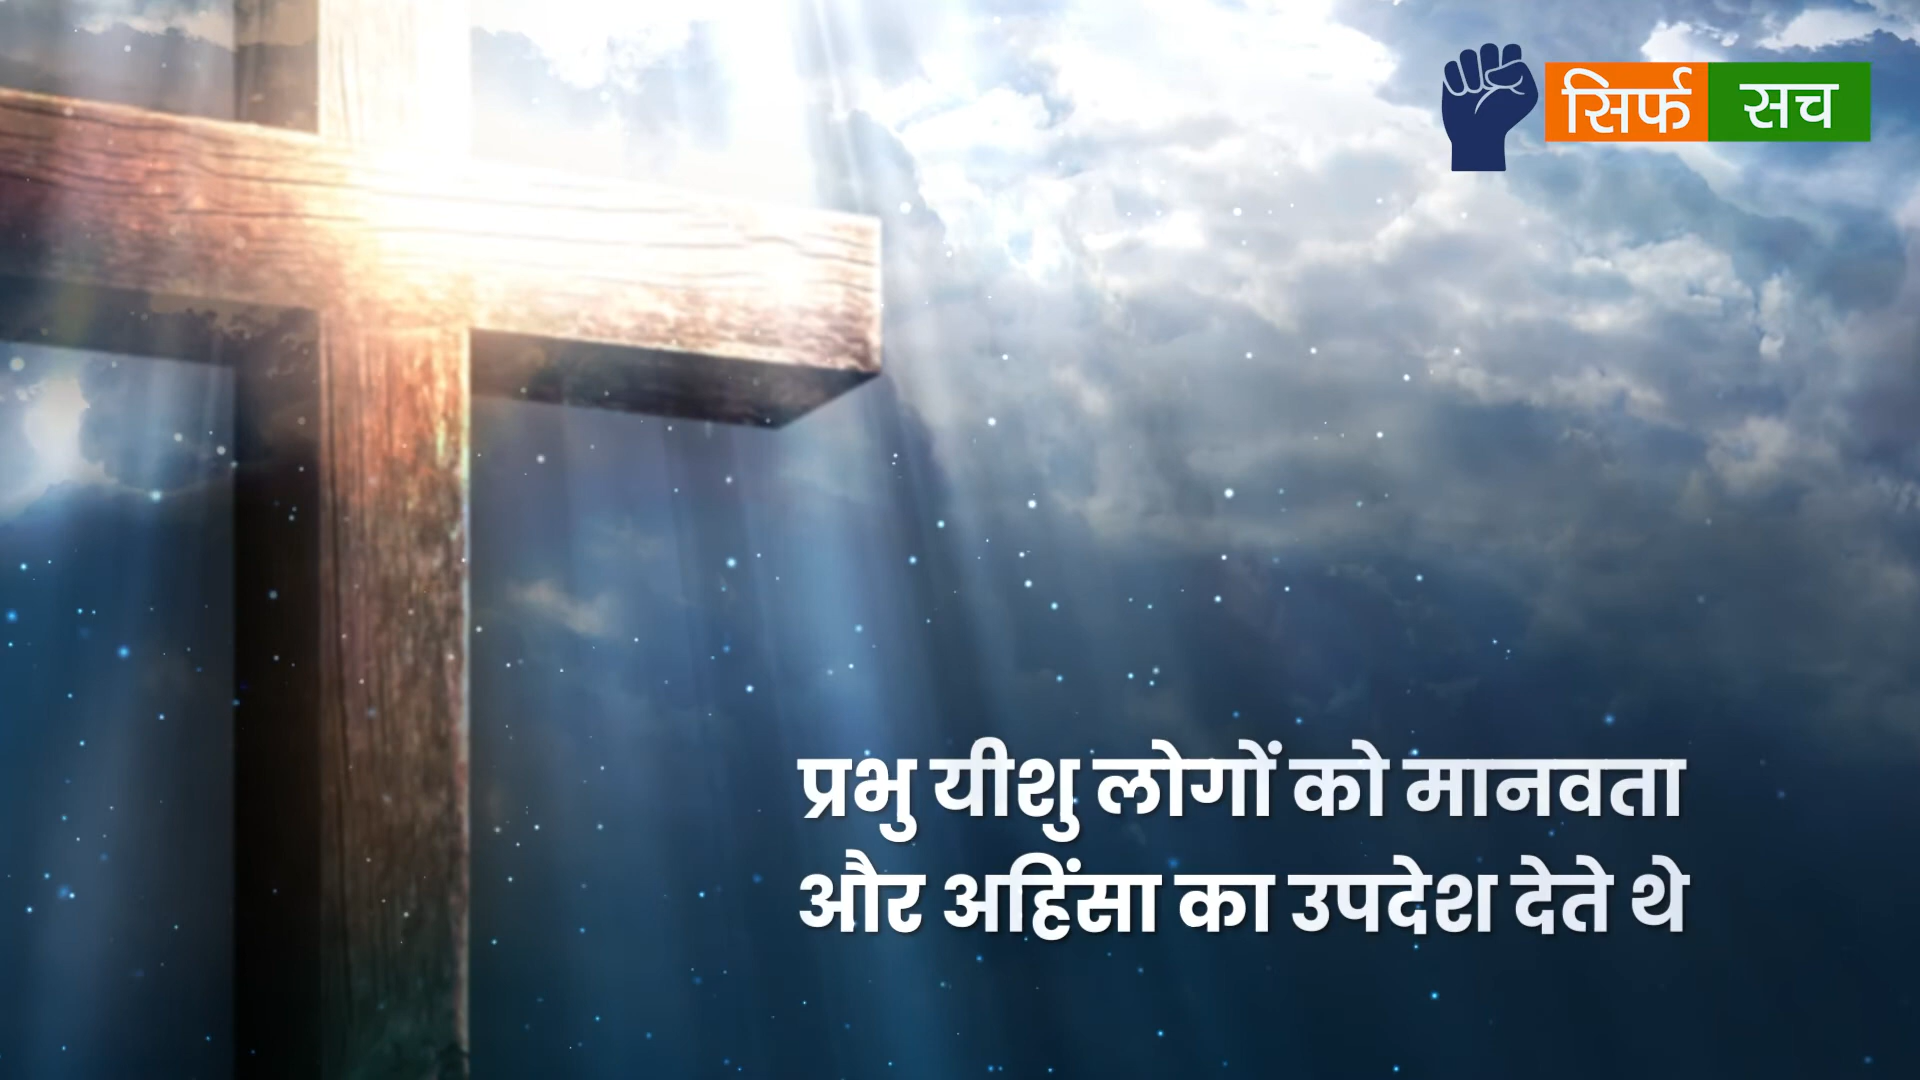 सिर्फ सच
प्रभु यीशु लोगों को मानवता
और अहिंसा का उपदेश देते थे